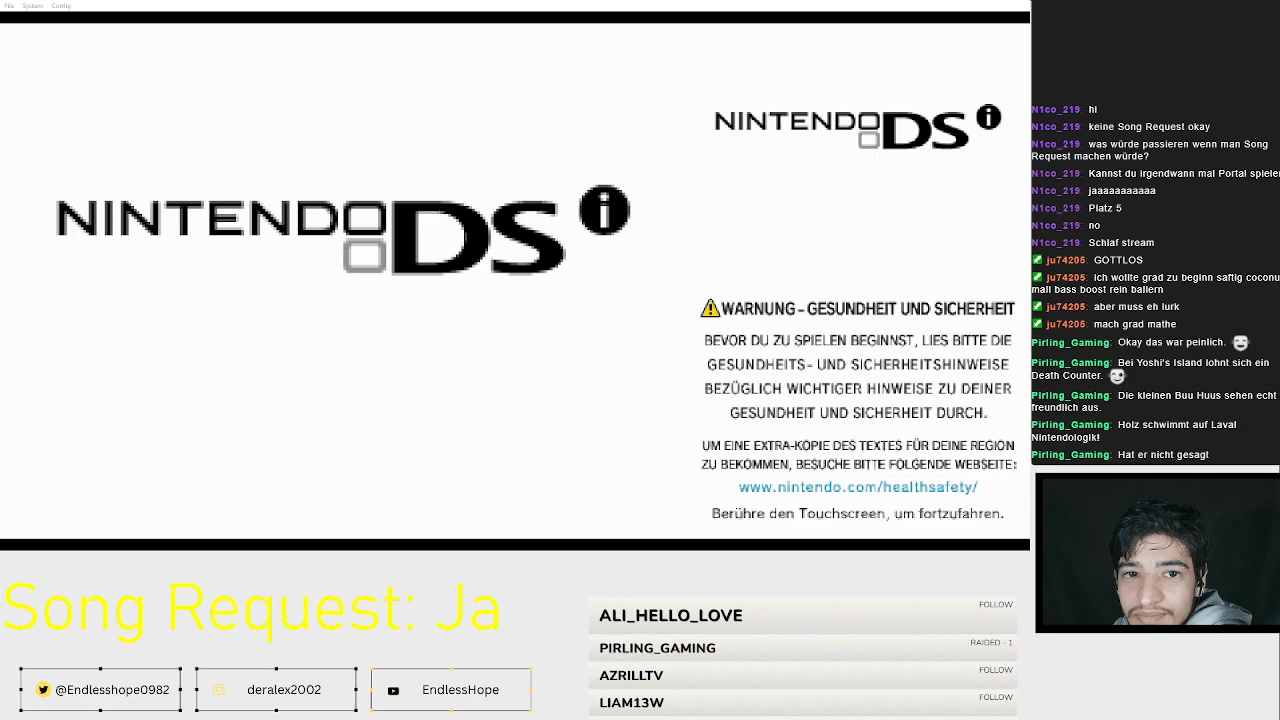 File System Config
NINTENDO DS i
NINTENDO DS i
WARNUNG - GESUNDHEIT UND SICHERHEIT
BEVOR DU ZU SPIELEN BEGINNST, LIES BITTE DIE
GESUNDHEITS- UND SICHERHEITSHINWEISE
BEZÜGLICH WICHTIGER HINWEISE ZU DEINER
GESUNDHEIT UND SICHERHEIT DURCH.
UM EINE EXTRA-KOPIE DES TEXTES FÜR DEINE REGION
ZU BEKOMMEN, BESUCHE BITTE FOLGENDE WEBSEITE:
www.nintendo.com/healthsafety/
Berühre den Touchscreen, um fortzufahren.
N1co_219: hi
N1co_219: keine Song Request okay
N1co_219: was würde passieren wenn man Song
Request machen würde?
N1co_219: Kannst du irgendwann mal Portal spielen
N1co_219: jaaaaaaaaaaa
N1co_219: Platz 5
N1co_219: no
N1co_219: Schlaf stream
ju74205: GOTTLOS
ju74205: Ich wollte grad zu beginn saftig coconu
mall bass boost rein ballern
ju74205: aber muss eh lurk
ju74205: mach grad mathe
Pirling_Gaming: Okay das war peinlich.
Pirling_Gaming: Bei Yoshi's Island lohnt sich ein
Death Counter.
Pirling_Gaming: Die kleinen Buu Huus sehen echt
freundlich aus.
Pirling_Gaming: Holz schwimmt auf Laval
Nintendologik!
Pirling_Gaming: Hat er nicht gesagt
Song Request: Ja
@Endlesshope0982
deralex2002
EndlessHope
ALI_HELLO_LOVE FOLLOW
PIRLING_GAMING RAIDED - 1
AZRILLTV FOLLOW
LIAM13W FOLLOW